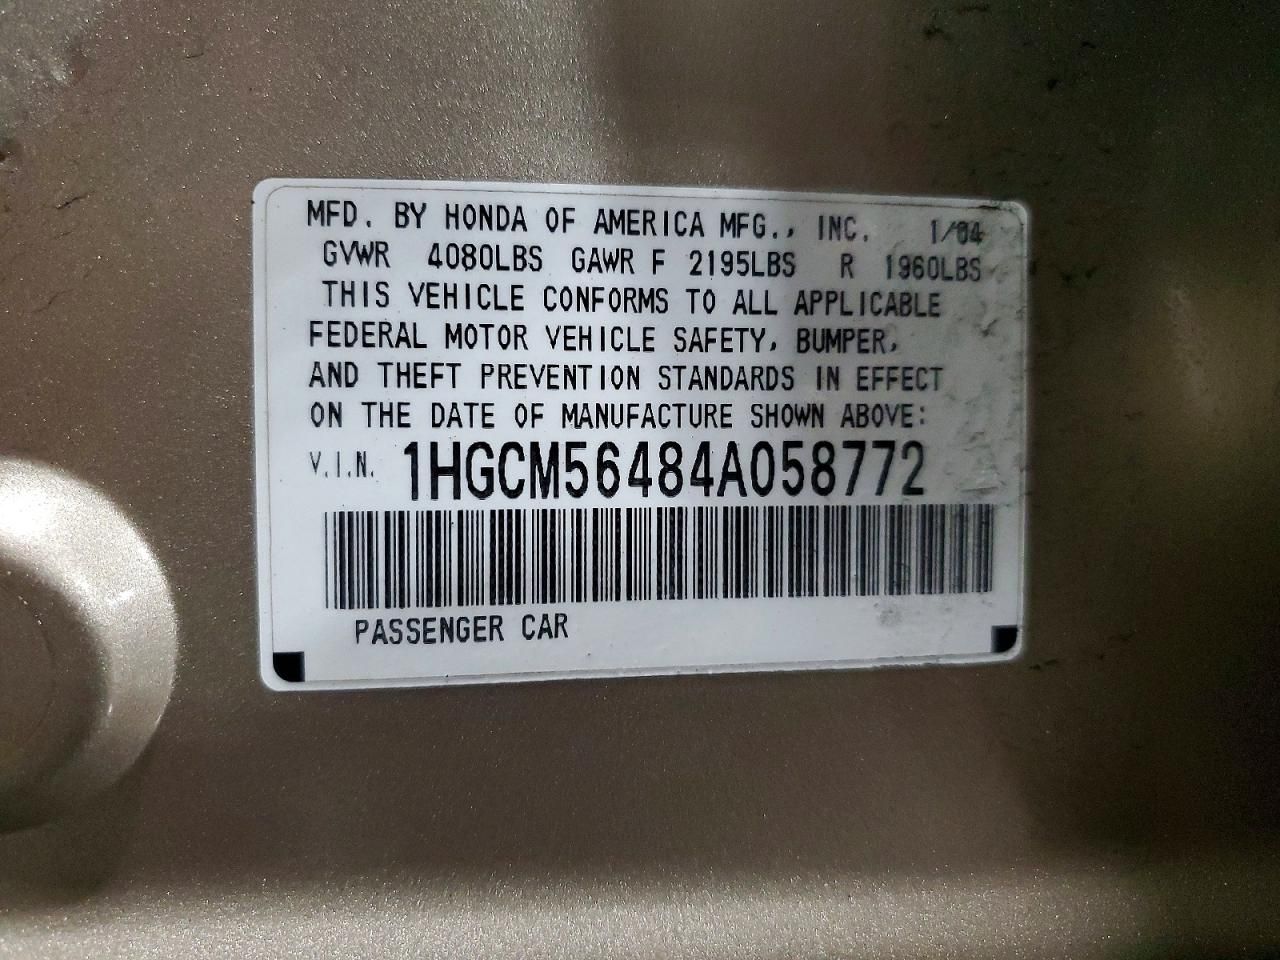 MFD. BY HONDA OF AMERICA MFG., INC. 1/04
GVWR 4080LBS GAWR F 2195LBS R 1960LBS
THIS VEHICLE CONFORMS TO ALL APPLICABLE
FEDERAL MOTOR VEHICLE SAFETY, BUMPER,
AND THEFT PREVENTION STANDARDS IN EFFECT
ON THE DATE OF MANUFACTURE SHOWN ABOVE:
V.I.N. 1HGCM56484A058772
PASSENGER CAR